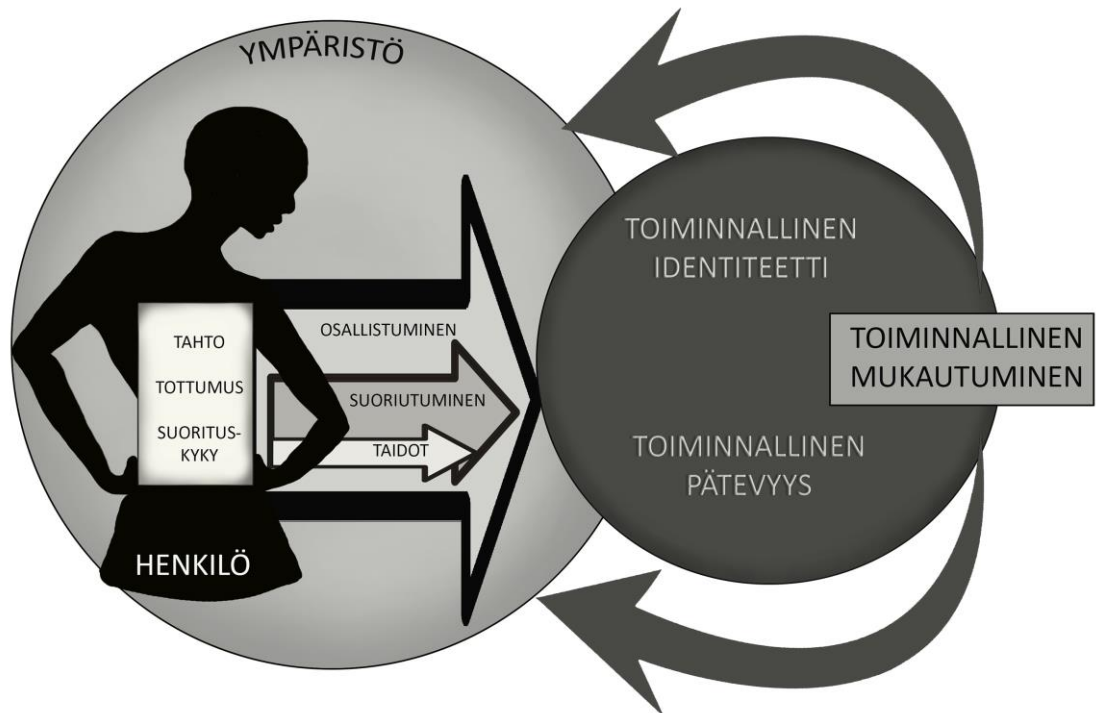 YMPÄRISTÖ
TAHTO
TOTTUMUS
SUORITUS-
KYKY
HENKILÖ
OSALLISTUMINEN
SUORIUTUMINEN
TAIDOT
TOIMINNALLINEN
IDENTITEETTI
TOIMINNALLINEN
PÄTEVYYS
TOIMINNALLINEN
MUKAUTUMINEN